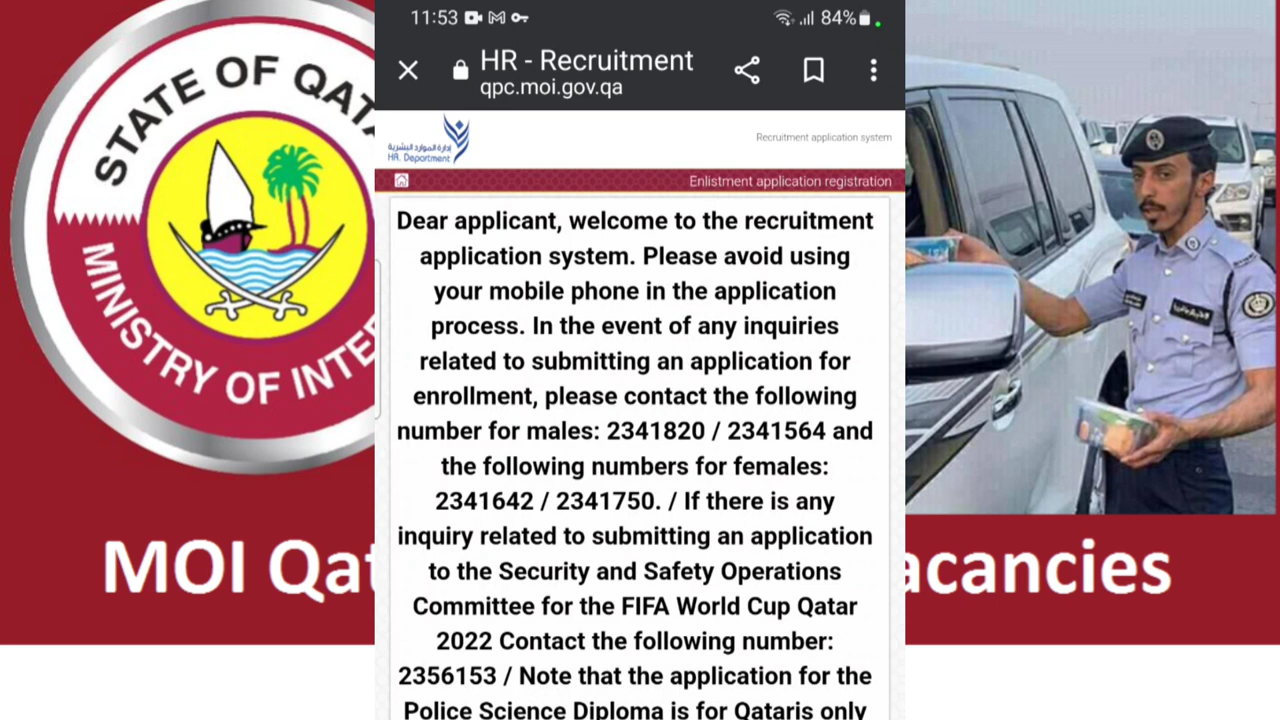 STATE OF QATA
MINISTRY OF INTE
MOI Qat
acancies
11:53
84%
HR - Recruitment
qpc.moi.gov.qa
إدارة الموارد البشرية
HR. Department
Recruitment application system
Enlistment application registration
Dear applicant, welcome to the recruitment
application system. Please avoid using
your mobile phone in the application
process. In the event of any inquiries
related to submitting an application for
enrollment, please contact the following
number for males: 2341820 / 2341564 and
the following numbers for females:
2341642 / 2341750. / If there is any
inquiry related to submitting an application
to the Security and Safety Operations
Committee for the FIFA World Cup Qatar
2022 Contact the following number:
2356153 / Note that the application for the
Police Science Diploma is for Qataris only